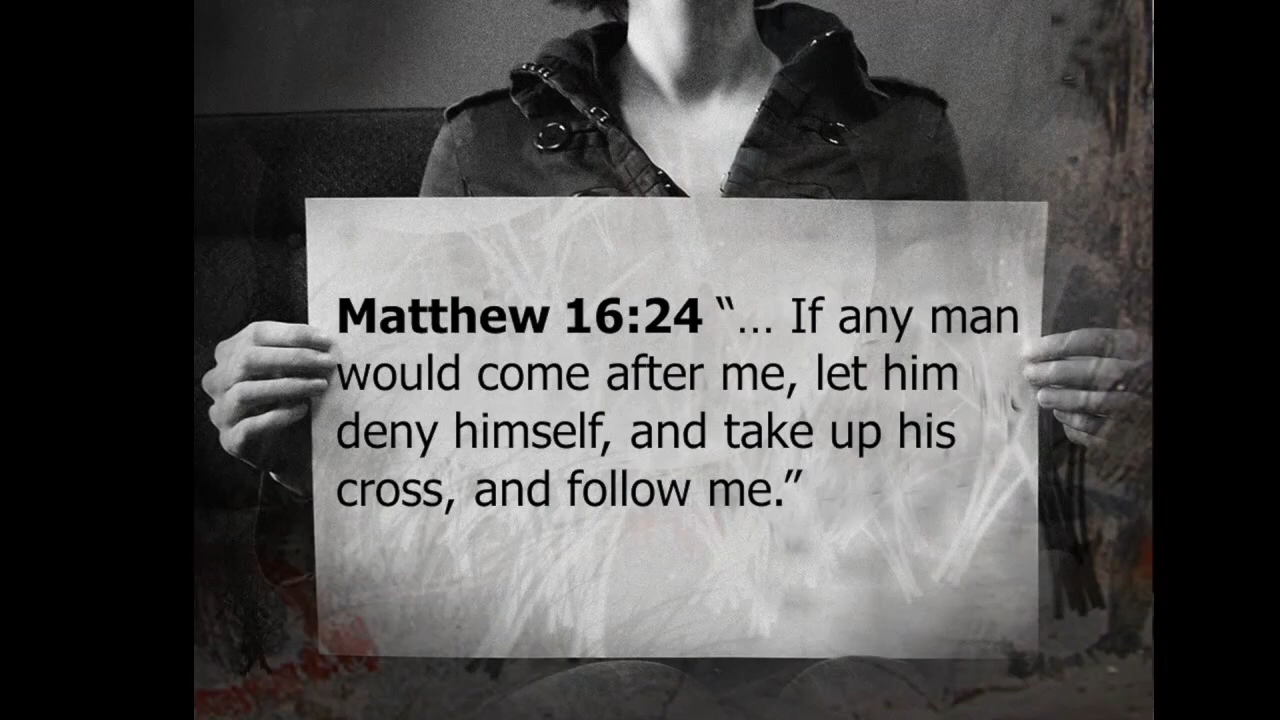 Matthew 16:24 “… If any man
would come after me, let him
deny himself, and take up his
cross, and follow me.”